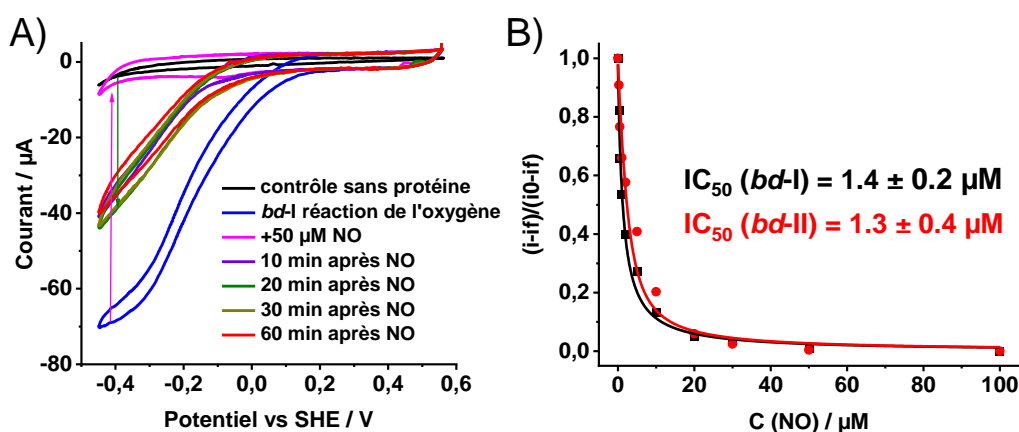 A)
0
-20
-40
-60
-80
-0,4
-0,2
0,0
0,2
0,4
0,6
Courant / µA
Potentiel vs SHE / V
contrôle sans protéine
bd-I réaction de l'oxygène
+50 µM NO
10 min après NO
20 min après NO
30 min après NO
60 min après NO
B)
1,0
0,8
0,6
0,4
0,2
0,0
0
20
40
60
80
100
(i-if)/(i0-if)
C (NO) / µM
IC50 (bd-I) = 1.4 ± 0.2 µM
IC50 (bd-II) = 1.3 ± 0.4 µM